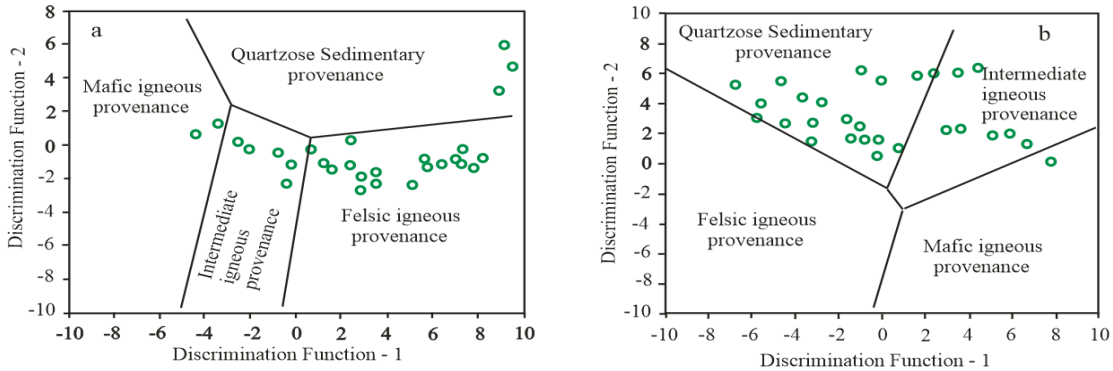 a
8
6
4
2
0
-2
-4
-6
-8
-10
-10
-8
-6
-4
-2
0
2
4
6
8
10
Discrimination Function - 2
Discrimination Function - 1
Quartzose Sedimentary
provenance
Mafic igneous
provenance
Intermediate
igneous
provenance
Felsic igneous
provenance
b
10
8
6
4
2
0
-2
-4
-6
-8
-10
-10
-8
-6
-4
-2
0
2
4
6
8
10
Discrimination Function - 2
Discrimination Function - 1
Quartzose Sedimentary
provenance
Intermediate
igneous
provenance
Felsic igneous
provenance
Mafic igneous
provenance